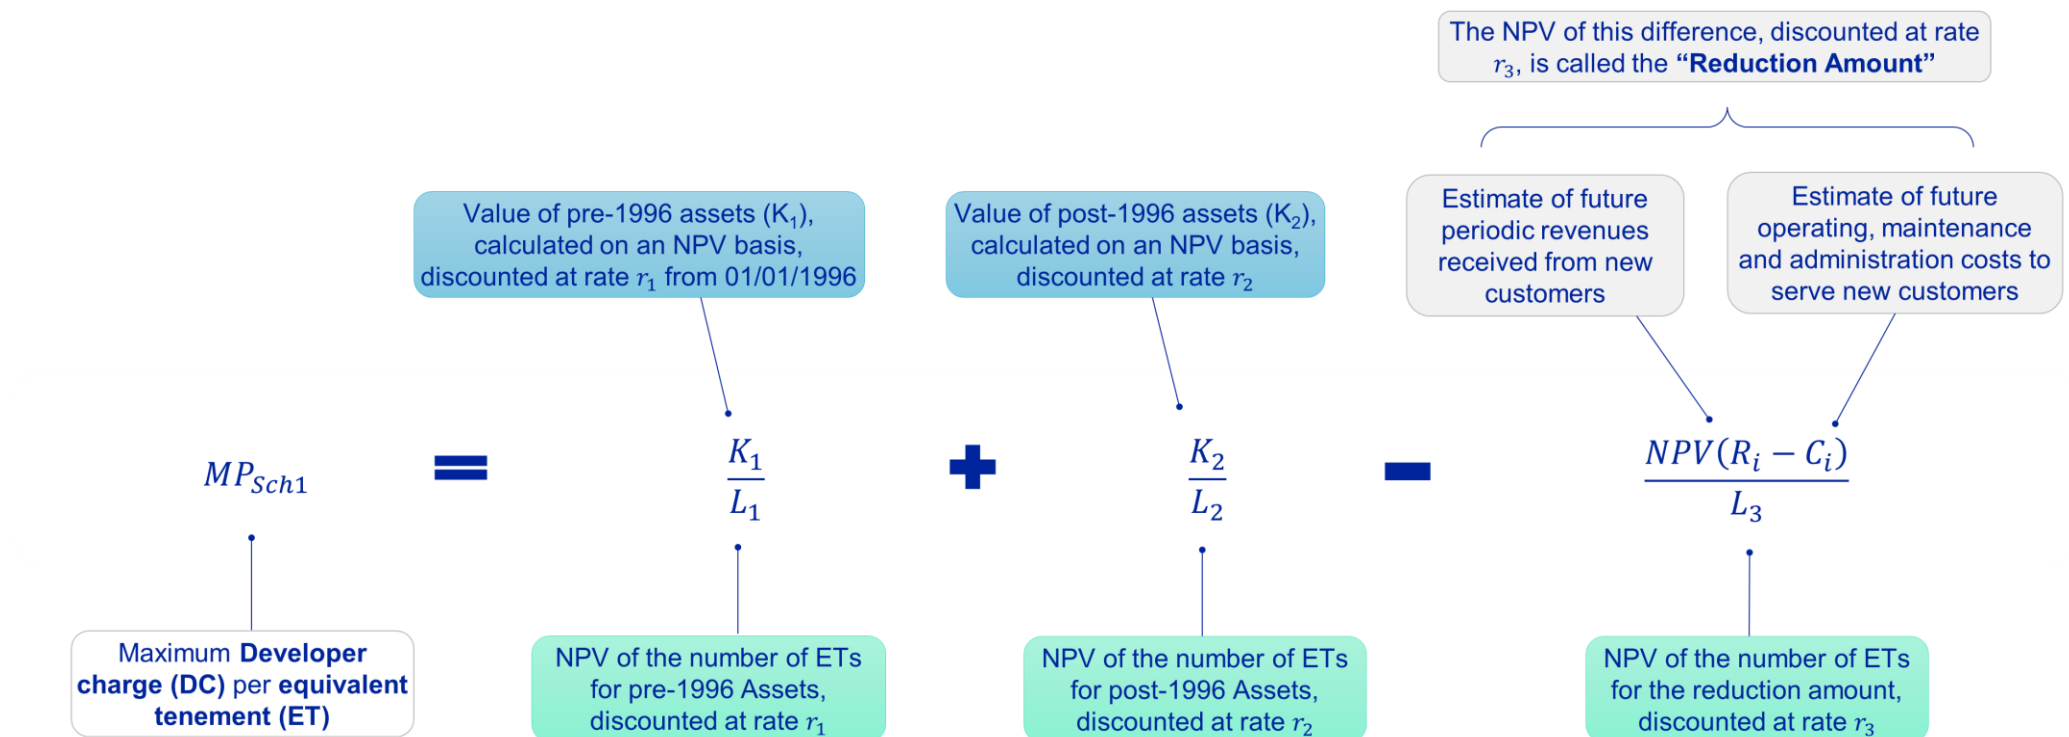 The NPV of this difference, discounted at rate
r₃, is called the “Reduction Amount”
Value of pre-1996 assets (K₁),
calculated on an NPV basis,
discounted at rate r₁ from 01/01/1996
Value of post-1996 assets (K₂),
calculated on an NPV basis,
discounted at rate r₂
Estimate of future
periodic revenues
received from new
customers
Estimate of future
operating, maintenance
and administration costs to
serve new customers
MP_Sch1 = K₁/L₁ + K₂/L₂ − NPV(Rᵢ − Cᵢ)/L₃
Maximum Developer
charge (DC) per equivalent
tenement (ET)
NPV of the number of ETs
for pre-1996 Assets,
discounted at rate r₁
NPV of the number of ETs
for post-1996 Assets,
discounted at rate r₂
NPV of the number of ETs
for the reduction amount,
discounted at rate r₃